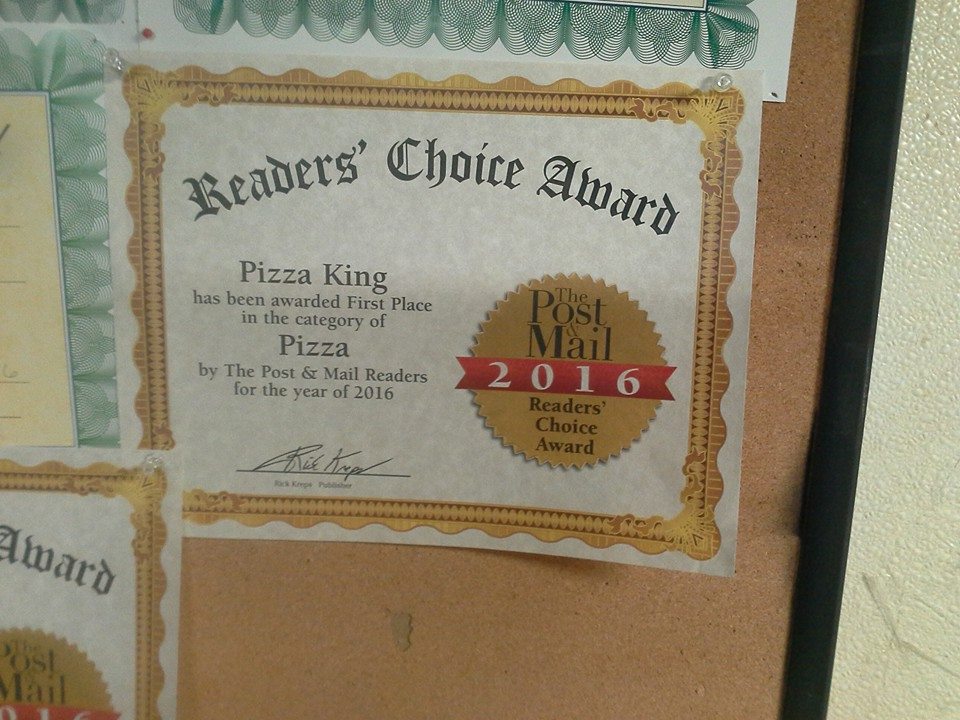 Readers' Choice Award
Pizza King
has been awarded First Place
in the category of
Pizza
by The Post & Mail Readers
for the year of 2016
Rick Kreps Publisher
The
Post
&
Mail
2016
Readers'
Choice
Award
Award
The
Post
Mail
016